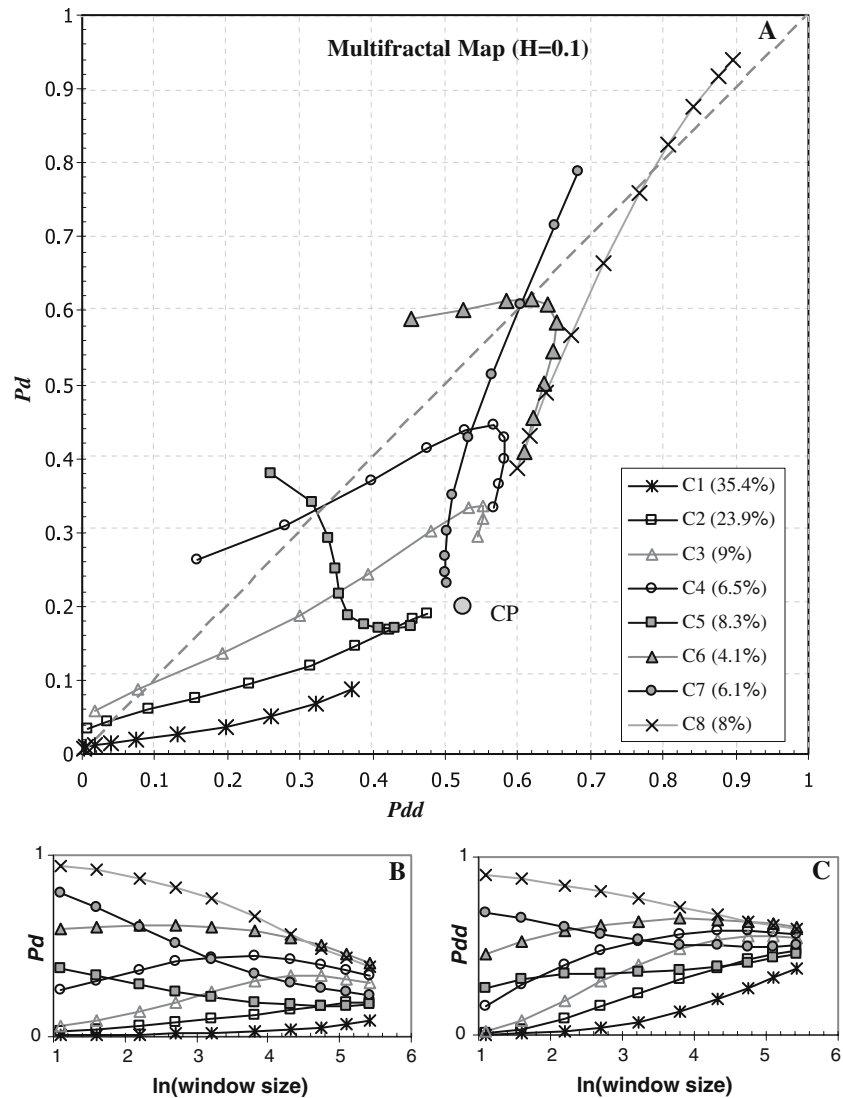 A
Multifractal Map (H=0.1)
1
0.9
0.8
0.7
0.6
0.5
0.4
0.3
0.2
0.1
0
Pd
CP
C1 (35.4%)
C2 (23.9%)
C3 (9%)
C4 (6.5%)
C5 (8.3%)
C6 (4.1%)
C7 (6.1%)
C8 (8%)
0 0.1 0.2 0.3 0.4 0.5 0.6 0.7 0.8 0.9 1
Pdd
B
1
Pd
0
1 2 3 4 5 6
ln(window size)
C
1
Pdd
0
1 2 3 4 5 6
ln(window size)